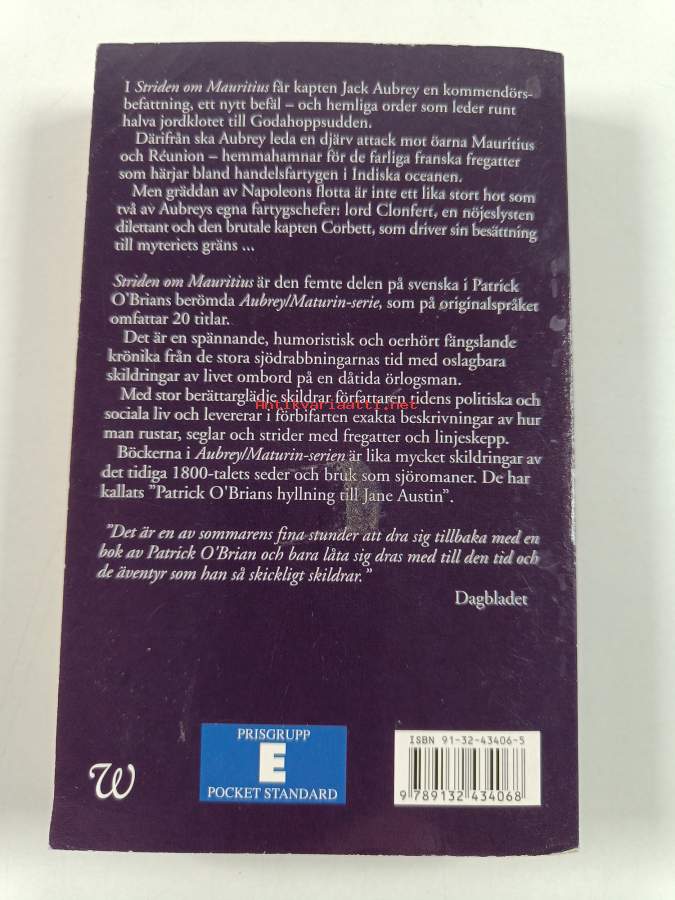 I Striden om Mauritius får kapten Jack Aubrey en kommendörs-
befattning, ett nytt befäl – och hemliga order som leder runt
halva jordklotet till Godahoppsudden.
Därifrån ska Aubrey leda en djärv attack mot öarna Mauritius
och Réunion – hemmahamnar för de farliga franska fregatter
som härjar bland handelsfartygen i Indiska oceanen.
Men gräddan av Napoleons flotta är inte ett lika stort hot som
två av Aubreys egna fartygschefer: lord Clonfert, en nöjeslysten
dilettant och den brutale kapten Corbett, som driver sin besättning
till myteriets gräns ...
Striden om Mauritius är den femte delen på svenska i Patrick
O'Brians berömda Aubrey/Maturin-serie, som på originalspråket
omfattar 20 titlar.
Det är en spännande, humoristisk och oerhört fängslande
krönika från de stora sjödrabbningarnas tid med oslagbara
skildringar av livet ombord på en dåtida örlogsman.
Med stor berättarglädje skildrar författaren tidens politiska och
Antikvariaatti.net
sociala liv och levererar i förbifarten exakta beskrivningar av hur
man rustar, seglar och strider med fregatter och linjeskepp.
Böckerna i Aubrey/Maturin-serien är lika mycket skildringar av
det tidiga 1800-talets seder och bruk som sjöromaner. De har
kallats "Patrick O'Brians hyllning till Jane Austin".
"Det är en av sommarens fina stunder att dra sig tillbaka med en
bok av Patrick O'Brian och bara låta sig dras med till den tid och
de äventyr som han så skickligt skildrar."
Dagbladet
W
PRISGRUPP
E
POCKET STANDARD
ISBN 91-32-43406-5
9 789132 434068